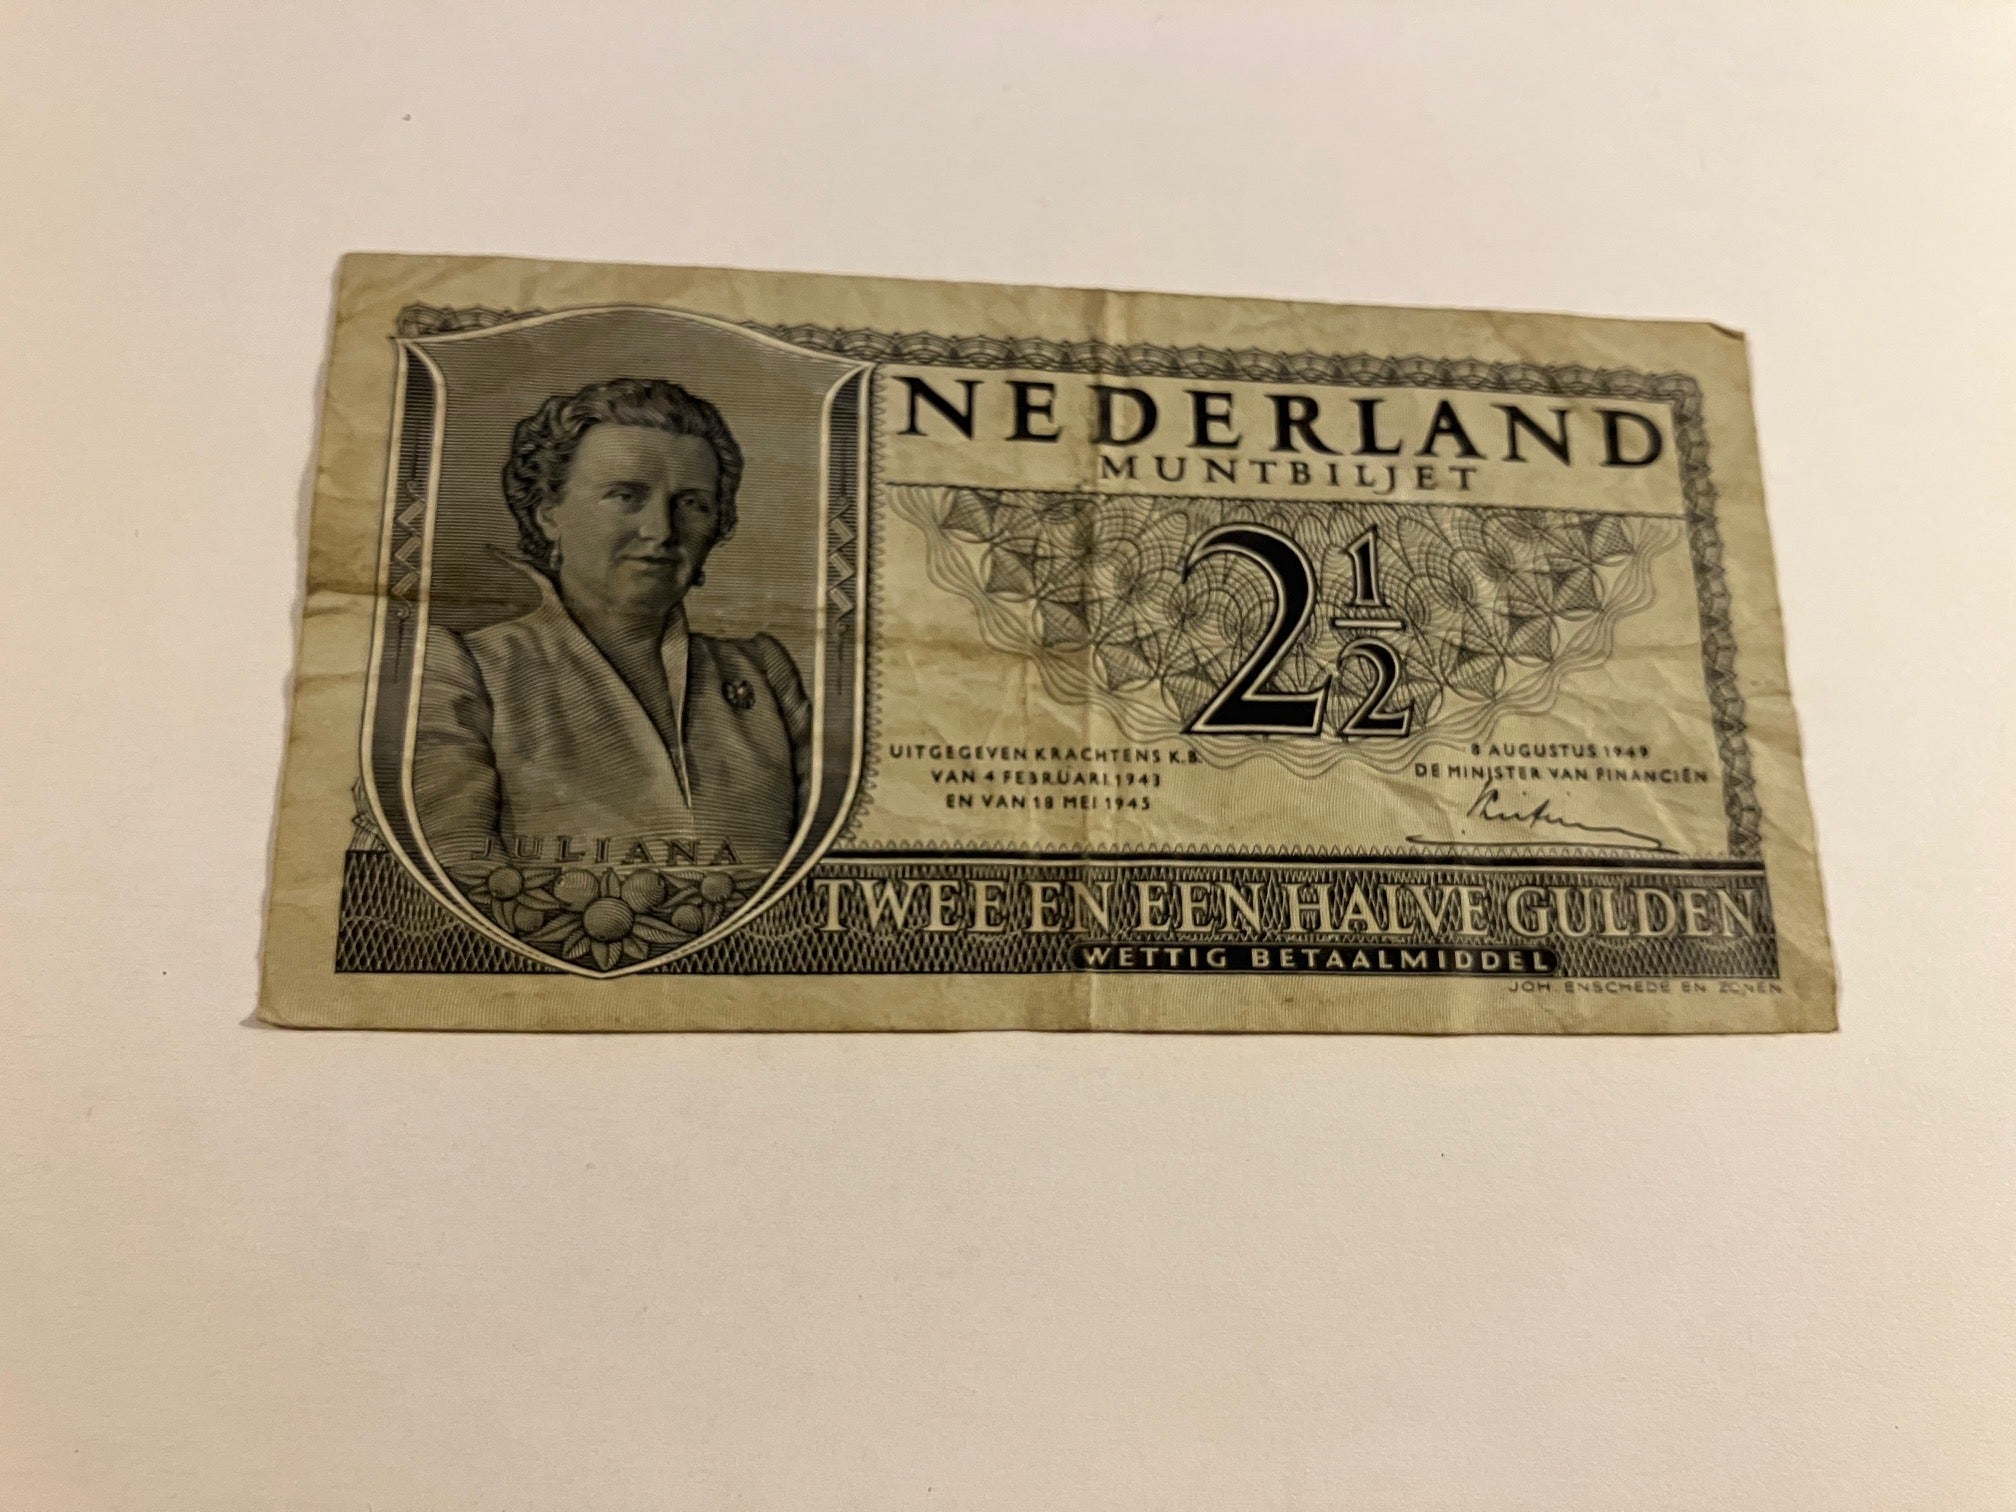 NEDERLAND
MUNTBILJET
2½
UITGEGEVEN KRACHTENS K.B.
VAN 4 FEBRUARI 1943
EN VAN 18 MEI 1945
8 AUGUSTUS 1949
DE MINISTER VAN FINANCIËN
JULIANA
TWEE EN EEN HALVE GULDEN
WETTIG BETAALMIDDEL
JOH. ENSCHEDE EN ZONEN